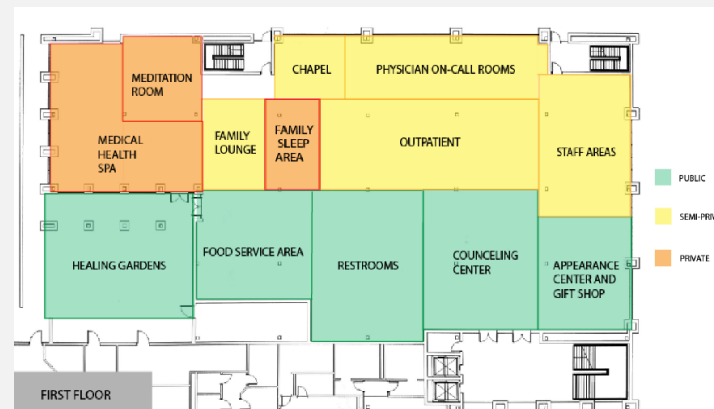 MEDITATION
ROOM
CHAPEL
PHYSICIAN ON-CALL ROOMS
MEDICAL
HEALTH
SPA
FAMILY
LOUNGE
FAMILY
SLEEP
AREA
OUTPATIENT
STAFF AREAS
PUBLIC
SEMI-PRIV
PRIVATE
HEALING GARDENS
FOOD SERVICE AREA
RESTROOMS
COUNCELING
CENTER
APPEARANCE
CENTER AND
GIFT SHOP
FIRST FLOOR